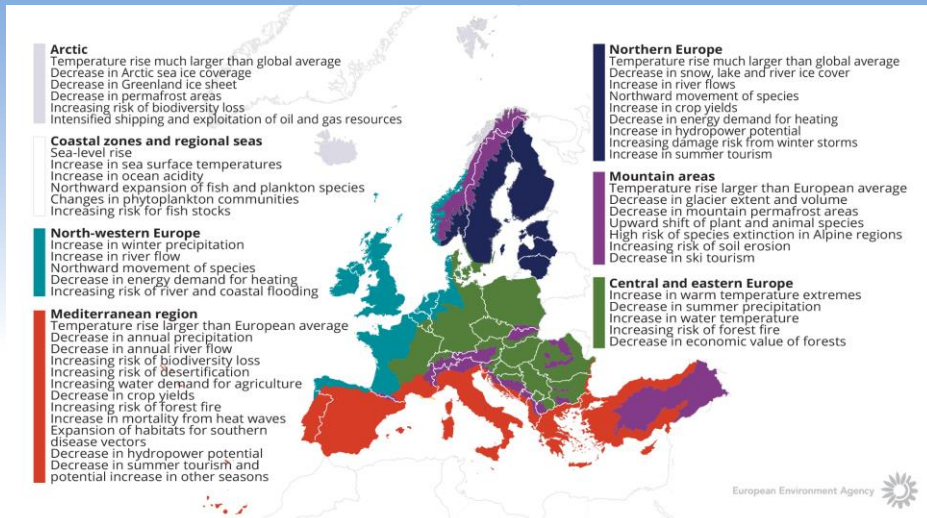 Arctic
Temperature rise much larger than global average
Decrease in Arctic sea ice coverage
Decrease in Greenland ice sheet
Decrease in permafrost areas
Increasing risk of biodiversity loss
Intensified shipping and exploitation of oil and gas resources
Coastal zones and regional seas
Sea-level rise
Increase in sea surface temperatures
Increase in ocean acidity
Northward expansion of fish and plankton species
Changes in phytoplankton communities
Increasing risk for fish stocks
North-western Europe
Increase in winter precipitation
Increase in river flow
Northward movement of species
Decrease in energy demand for heating
Increasing risk of river and coastal flooding
Mediterranean region
Temperature rise larger than European average
Decrease in annual precipitation
Decrease in annual river flow
Increasing risk of biodiversity loss
Increasing risk of desertification
Increasing water demand for agriculture
Decrease in crop yields
Increasing risk of forest fire
Increase in mortality from heat waves
Expansion of habitats for southern
disease vectors
Decrease in hydropower potential
Decrease in summer tourism and
potential increase in other seasons
Northern Europe
Temperature rise much larger than global average
Decrease in snow, lake and river ice cover
Increase in river flows
Northward movement of species
Increase in crop yields
Decrease in energy demand for heating
Increase in hydropower potential
Increasing damage risk from winter storms
Increase in summer tourism
Mountain areas
Temperature rise larger than European average
Decrease in glacier extent and volume
Decrease in mountain permafrost areas
Upward shift of plant and animal species
High risk of species extinction in Alpine regions
Increasing risk of soil erosion
Decrease in ski tourism
Central and eastern Europe
Increase in warm temperature extremes
Decrease in summer precipitation
Increase in water temperature
Increasing risk of forest fire
Decrease in economic value of forests
European Environment Agency